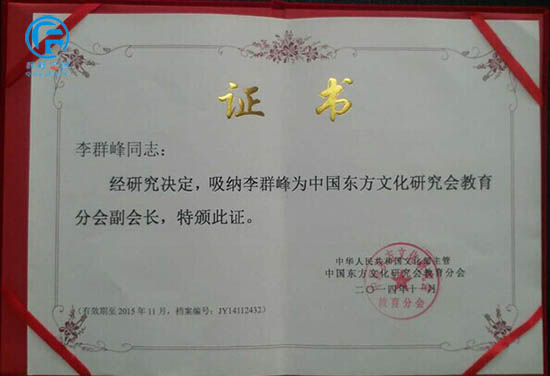 证书
李群峰同志：
经研究决定，吸纳李群峰为中国东方文化研究会教育
分会副会长，特颁此证。
中华人民共和国文化部主管
中国东方文化研究会教育分会
二〇一四年十一月
教育分会
（有效期至2015年11月，档案编号：JY14112432）